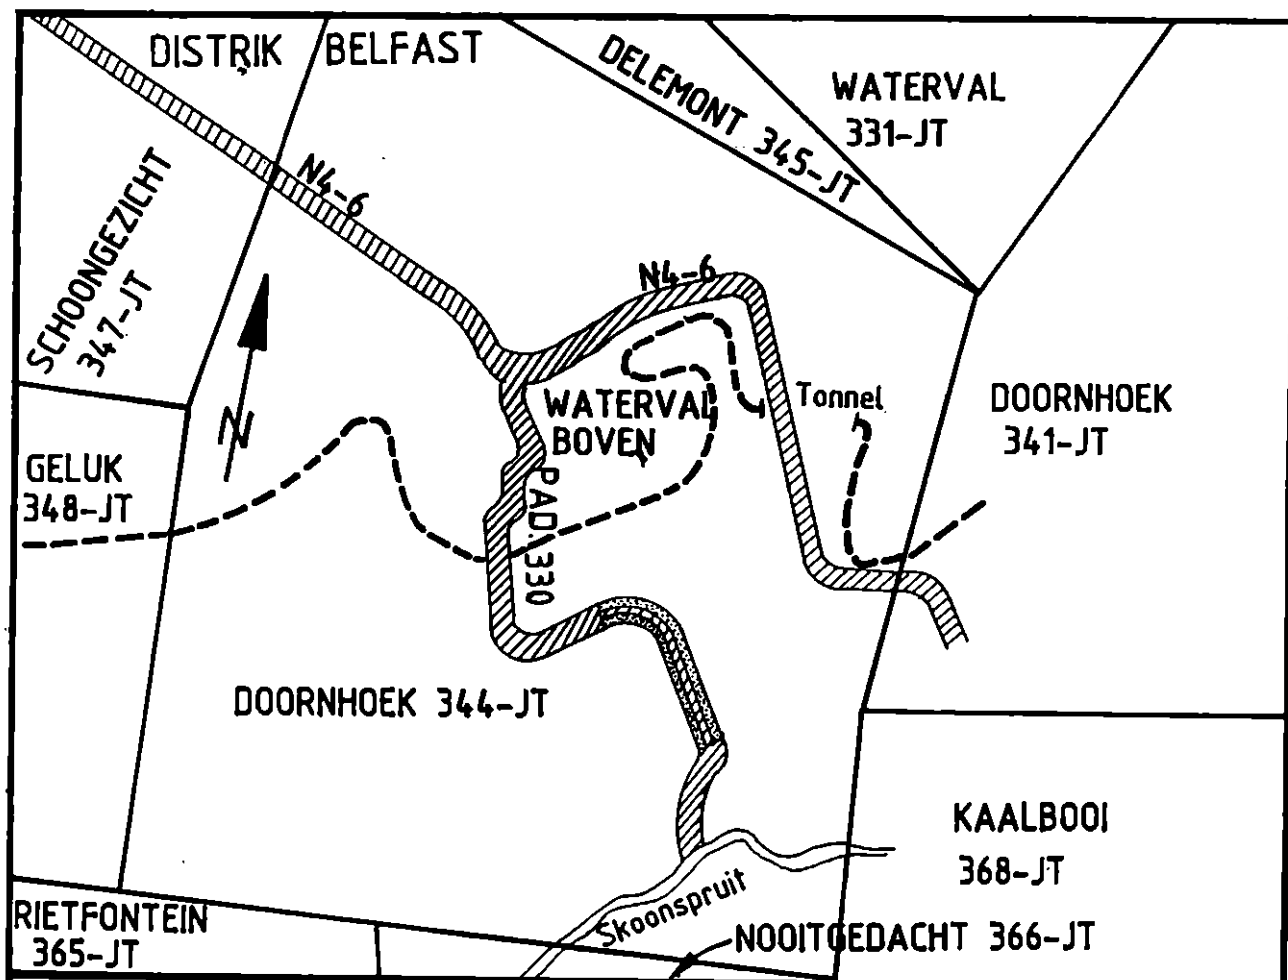 DISTRIK BELFAST
DELEMONT 345-JT
WATERVAL
331-JT
SCHOONGEZICHT
347-JT
N4-6
N4-6
N
GELUK
348-JT
WATERVAL
BOVEN
Tonnel
DOORNHOEK
341-JT
PAD.330
DOORNHOEK 344-JT
KAALBOOI
368-JT
RIETFONTEIN
365-JT
Skoonspruit
NOOITGEDACHT 366-JT